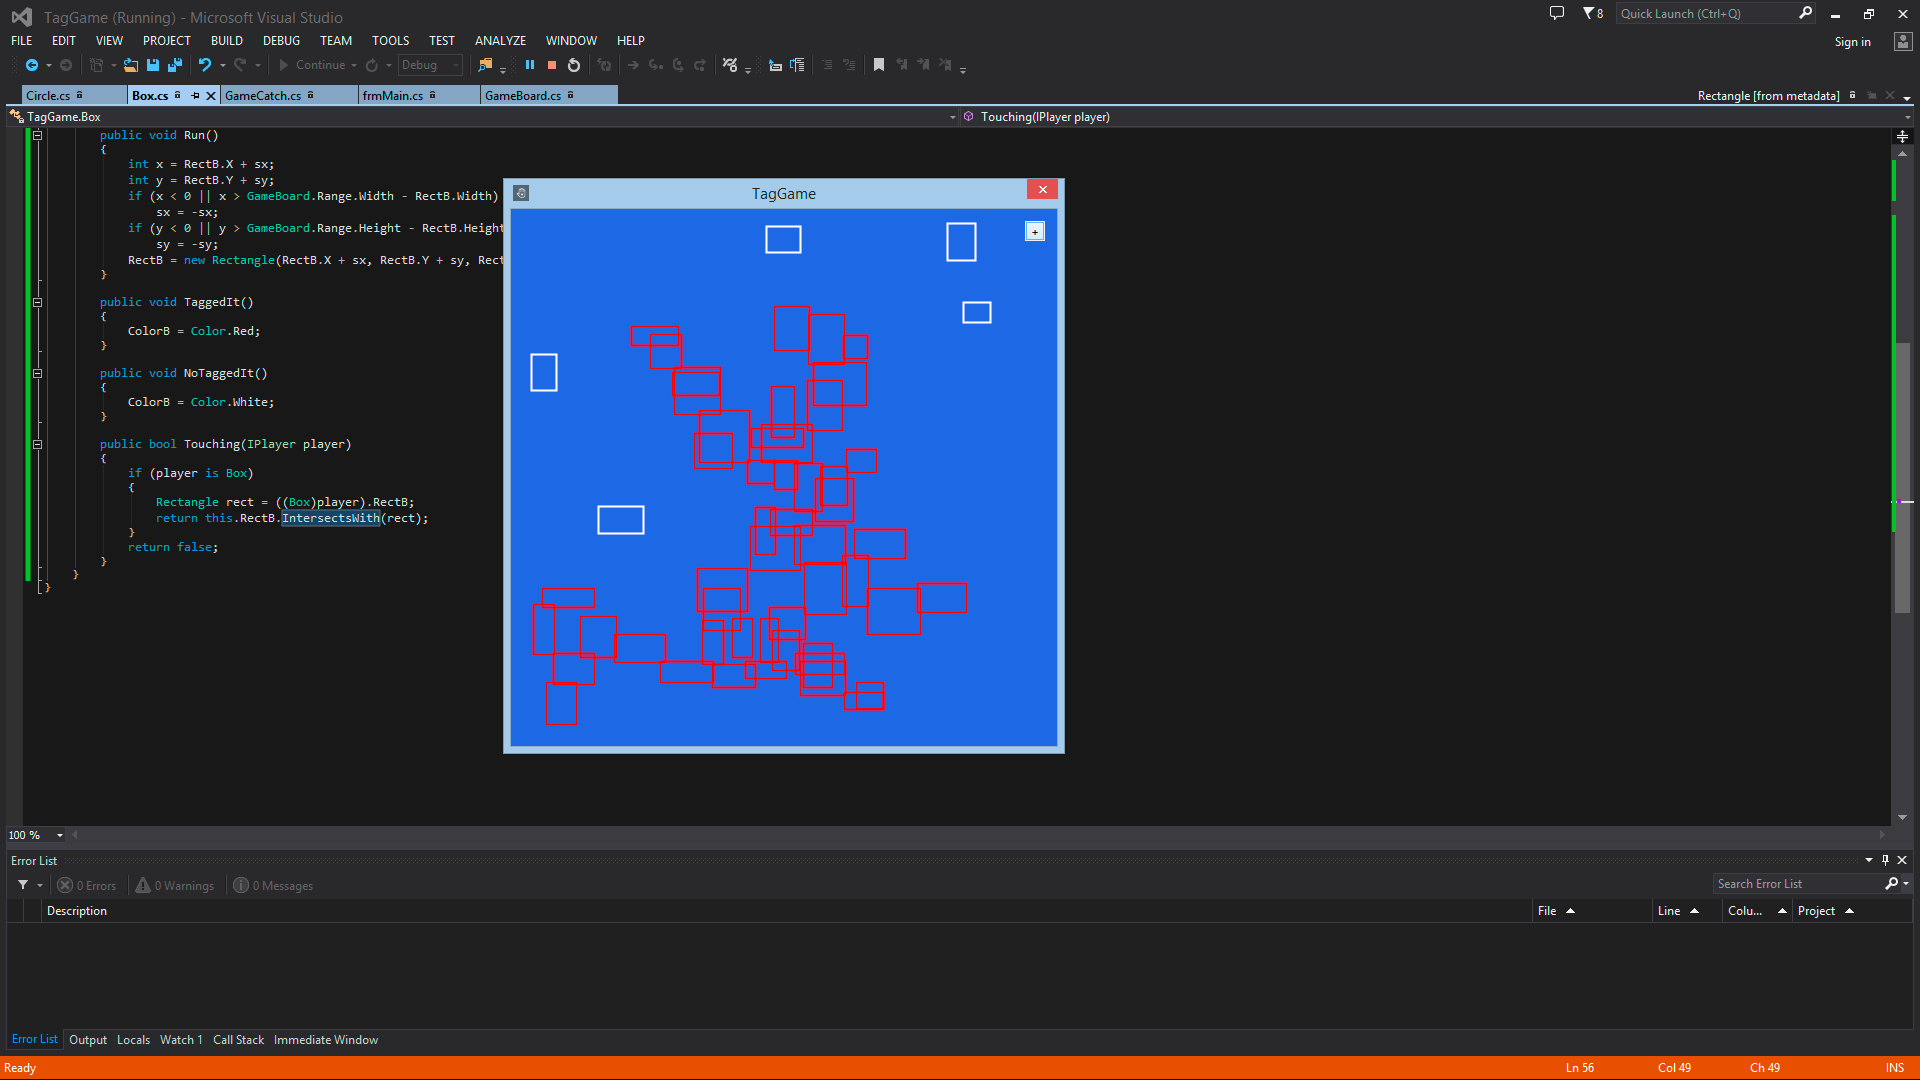 TagGame (Running) - Microsoft Visual Studio
8
Quick Launch (Ctrl+Q)
FILE EDIT VIEW PROJECT BUILD DEBUG TEAM TOOLS TEST ANALYZE WINDOW HELP
Sign in
Continue
Debug
Circle.cs Box.cs GameCatch.cs frmMain.cs GameBoard.cs
Rectangle [from metadata]
TagGame.Box
Touching(IPlayer player)
public void Run()
{
int x = RectB.X + sx;
int y = RectB.Y + sy;
if (x < 0 || x > GameBoard.Range.Width - RectB.Width)
sx = -sx;
if (y < 0 || y > GameBoard.Range.Height - RectB.Height
sy = -sy;
RectB = new Rectangle(RectB.X + sx, RectB.Y + sy, Rect
}
public void TaggedIt()
{
ColorB = Color.Red;
}
public void NoTaggedIt()
{
ColorB = Color.White;
}
public bool Touching(IPlayer player)
{
if (player is Box)
{
Rectangle rect = ((Box)player).RectB;
return this.RectB.IntersectsWith(rect);
}
return false;
}
}
}
TagGame
+
100 %
Error List
0 Errors
0 Warnings
0 Messages
Search Error List
Description File Line Colu... Project
Error List Output Locals Watch 1 Call Stack Immediate Window
Ready Ln 56 Col 49 Ch 49 INS